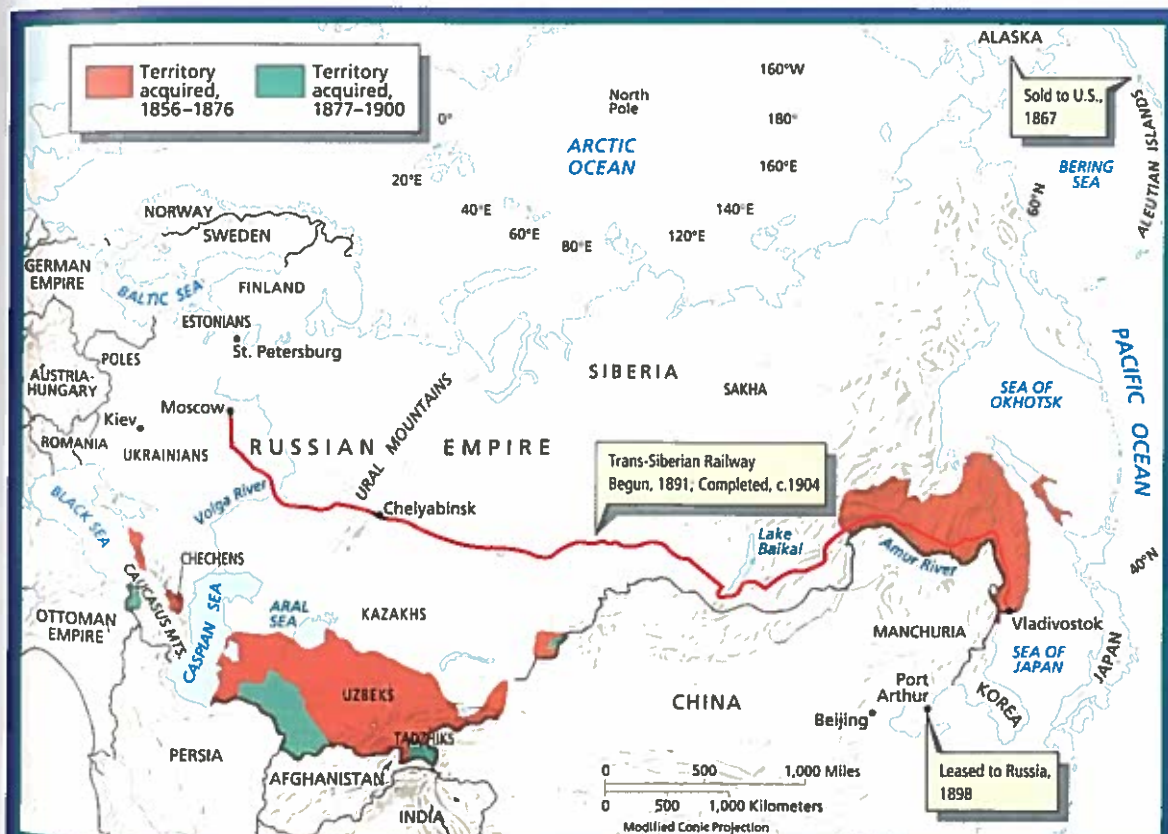 Territory acquired, 1856–1876
Territory acquired, 1877–1900
ALASKA
Sold to U.S., 1867
ALEUTIAN ISLANDS
BERING SEA
160°W
180°
160°E
140°E
120°E
80°E
60°E
40°E
20°E
0°
60°N
40°N
North Pole
ARCTIC OCEAN
NORWAY
SWEDEN
GERMAN EMPIRE
BALTIC SEA
FINLAND
ESTONIANS
St. Petersburg
POLES
AUSTRIA-HUNGARY
Moscow
Kiev
ROMANIA
UKRAINIANS
RUSSIAN EMPIRE
URAL MOUNTAINS
SIBERIA
SAKHA
SEA OF OKHOTSK
PACIFIC OCEAN
Trans-Siberian Railway
Begun, 1891; Completed, c.1904
BLACK SEA
Volga River
Chelyabinsk
Lake Baikal
Amur River
CHECHENS
CAUCASUS MTS.
CASPIAN SEA
ARAL SEA
KAZAKHS
OTTOMAN EMPIRE
MANCHURIA
Vladivostok
SEA OF JAPAN
JAPAN
UZBEKS
CHINA
Port Arthur
Beijing
KOREA
TADZHIKS
PERSIA
AFGHANISTAN
INDIA
0 500 1,000 Miles
0 500 1,000 Kilometers
Modified Conic Projection
Leased to Russia, 1898